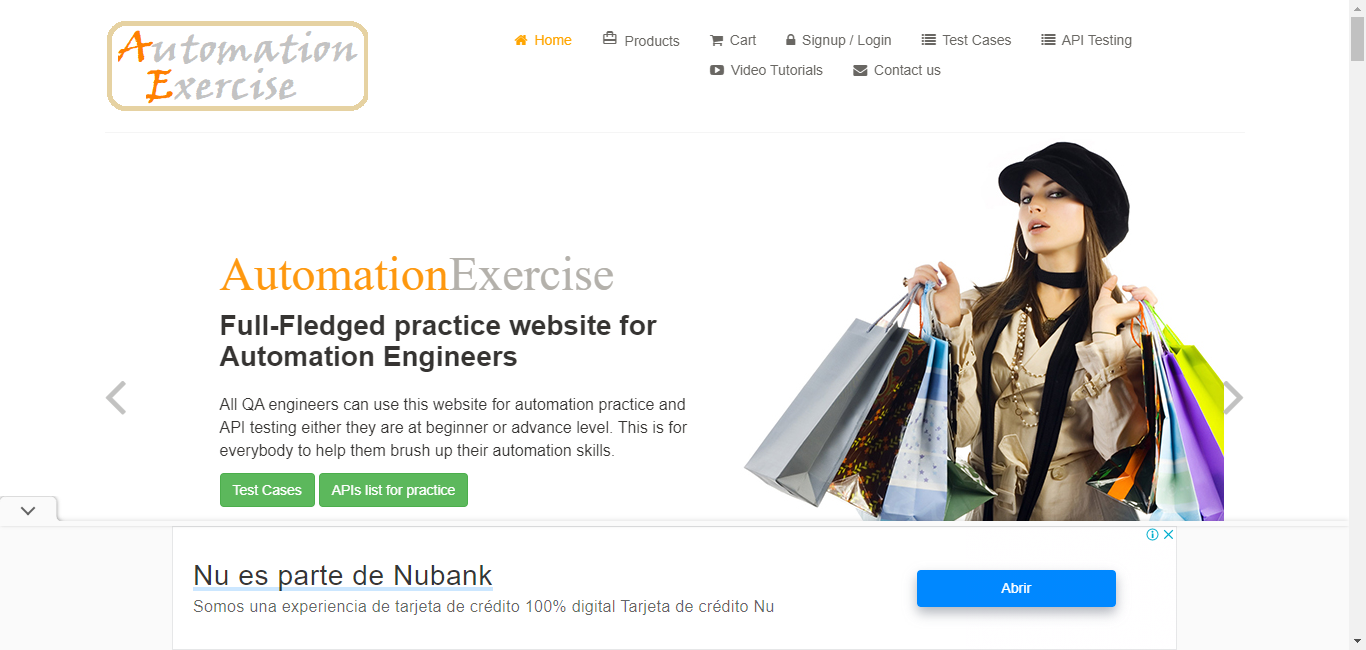 Automation
Exercise
Home Products Cart Signup / Login Test Cases API Testing
Video Tutorials Contact us
AutomationExercise
Full-Fledged practice website for
Automation Engineers
All QA engineers can use this website for automation practice and
API testing either they are at beginner or advance level. This is for
everybody to help them brush up their automation skills.
Test Cases APIs list for practice
Nu es parte de Nubank
Somos una experiencia de tarjeta de crédito 100% digital Tarjeta de crédito Nu
Abrir